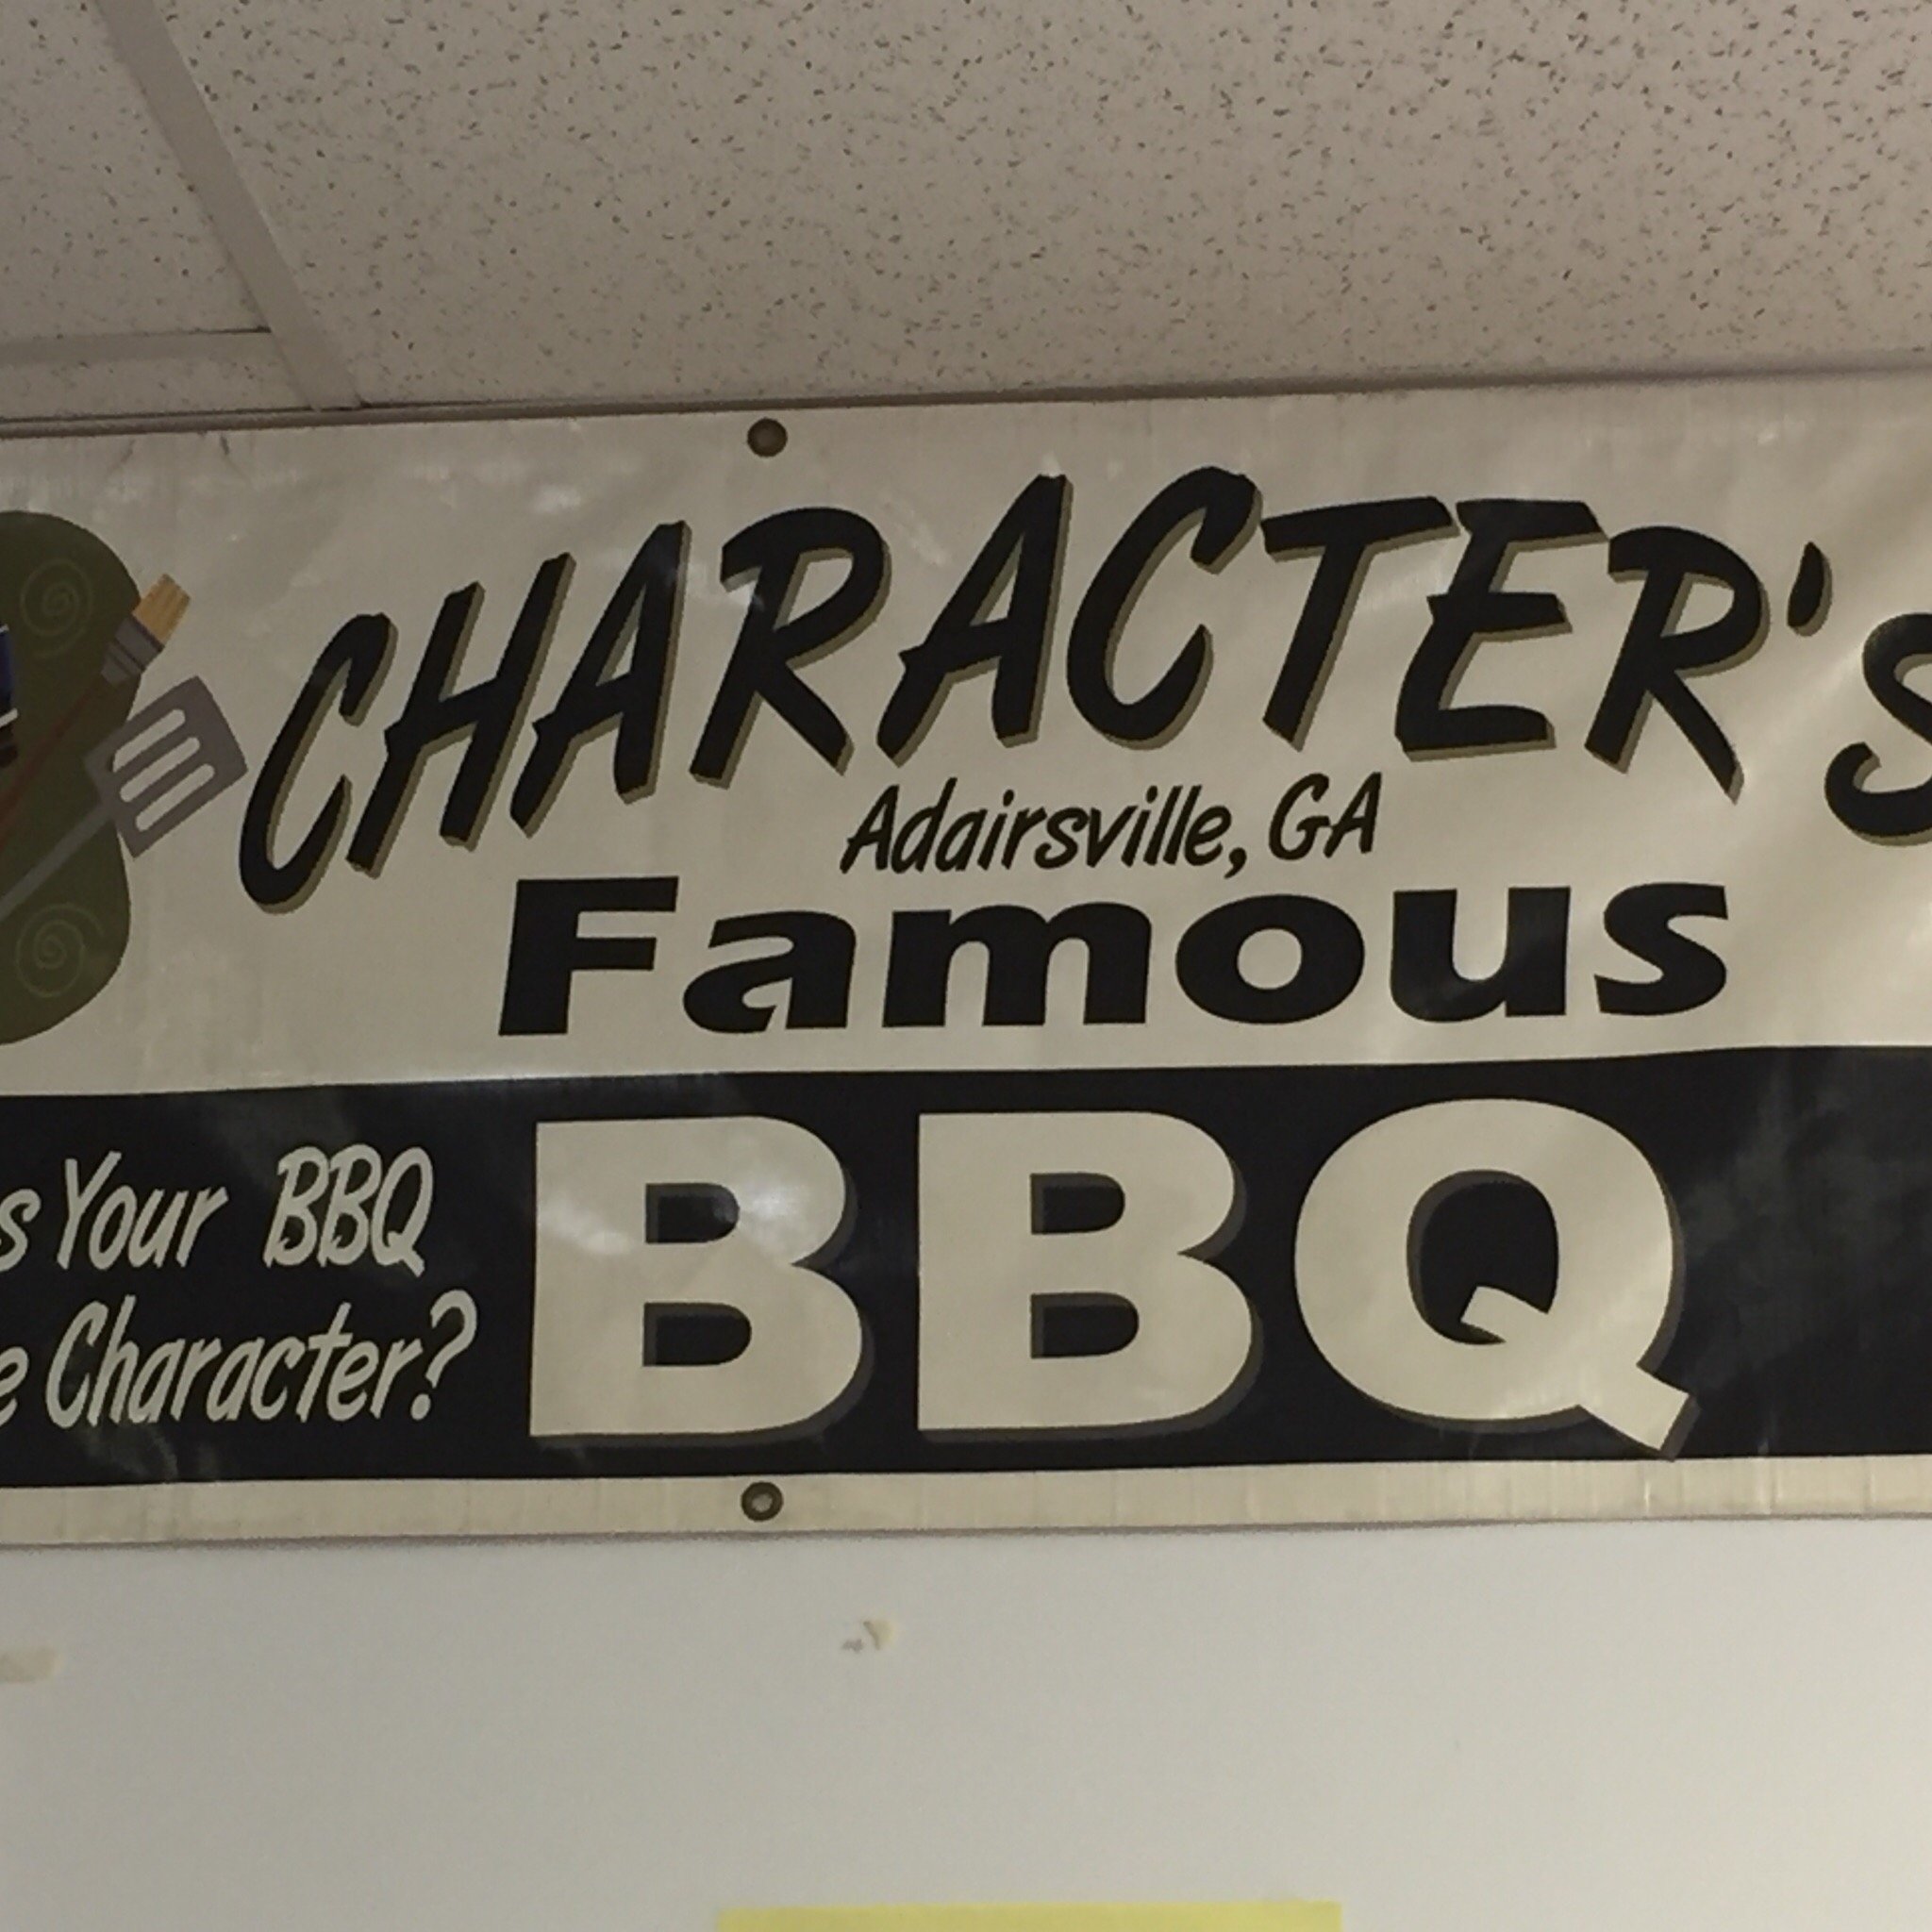 CHARACTER's
Adairsville, GA
Famous
BBQ
Your BBQ
Character?